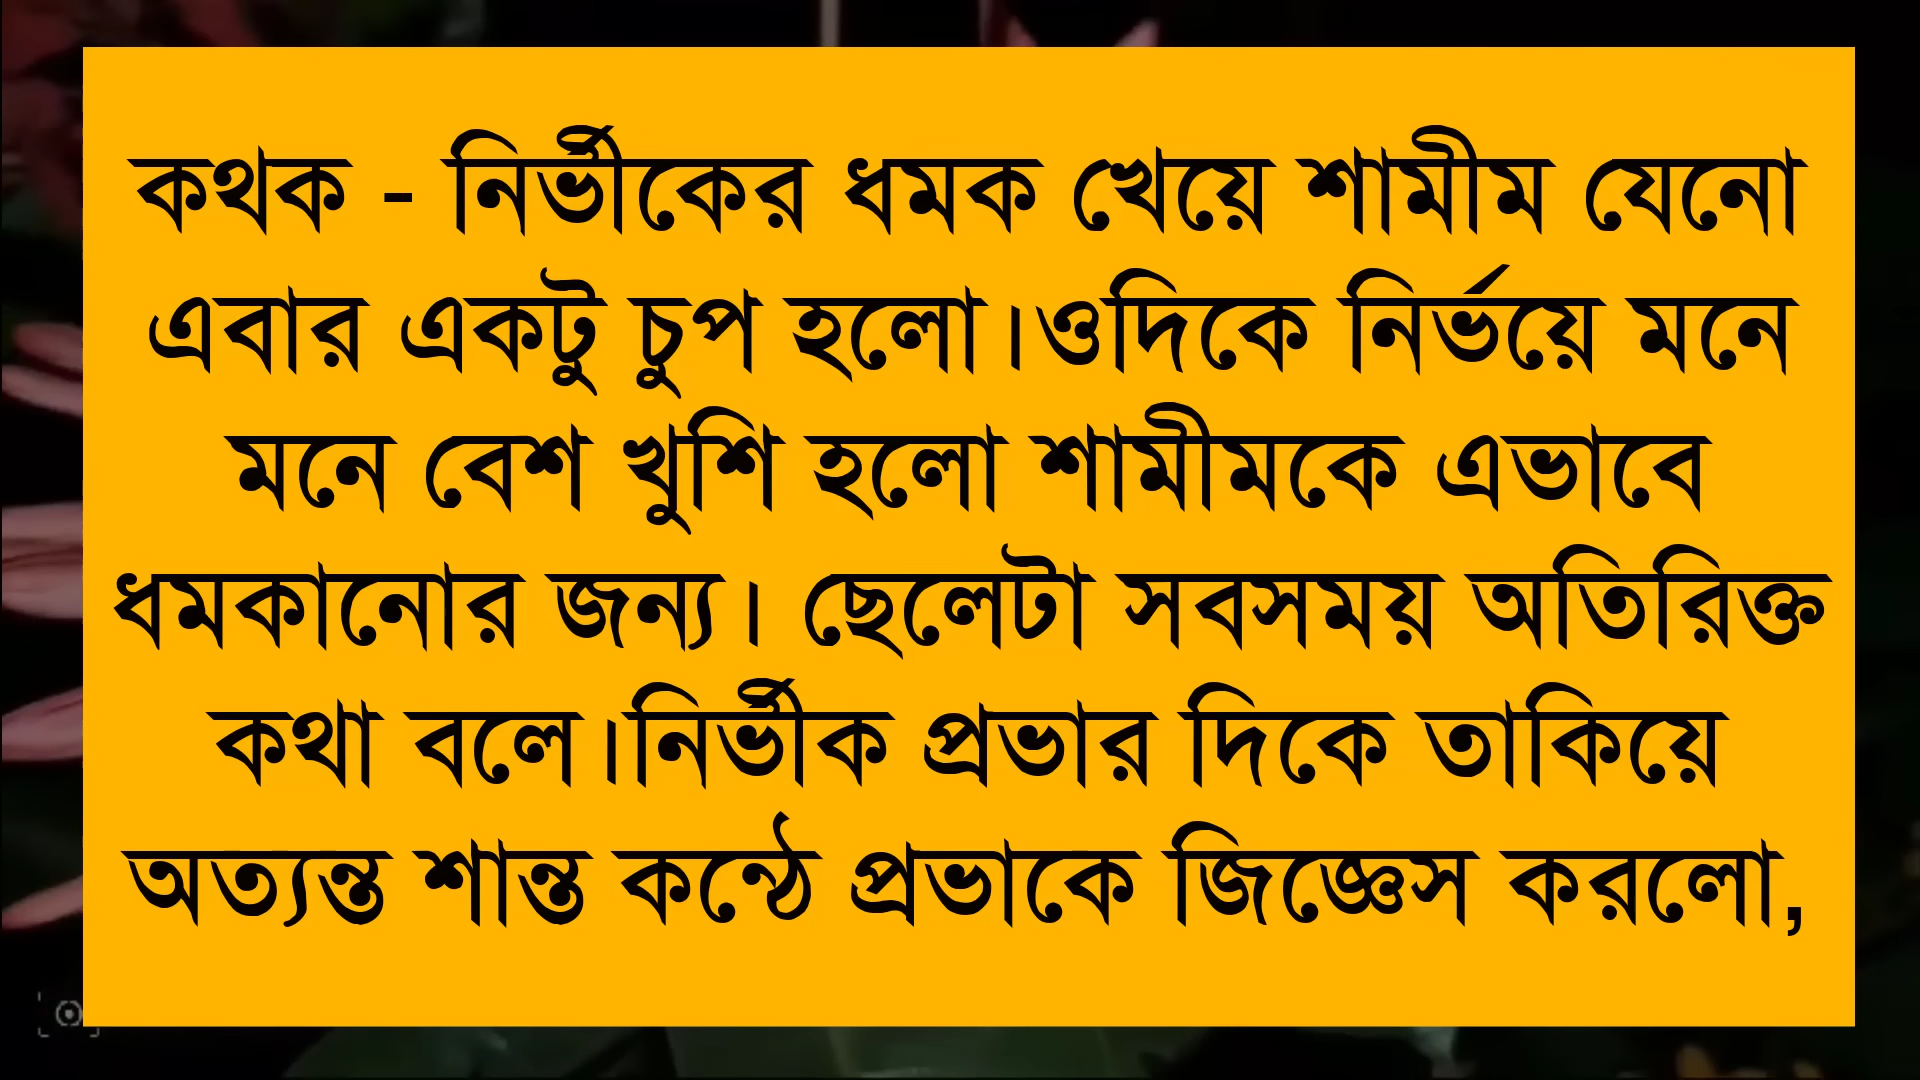 কথক - নির্ভীকের ধমক খেয়ে শামীম যেনো
এবার একটু চুপ হলো।ওদিকে নির্ভয়ে মনে
মনে বেশ খুশি হলো শামীমকে এভাবে
ধমকানোর জন্য। ছেলেটা সবসময় অতিরিক্ত
কথা বলে।নির্ভীক প্রভার দিকে তাকিয়ে
অত্যন্ত শান্ত কন্ঠে প্রভাকে জিজ্ঞেস করলো,